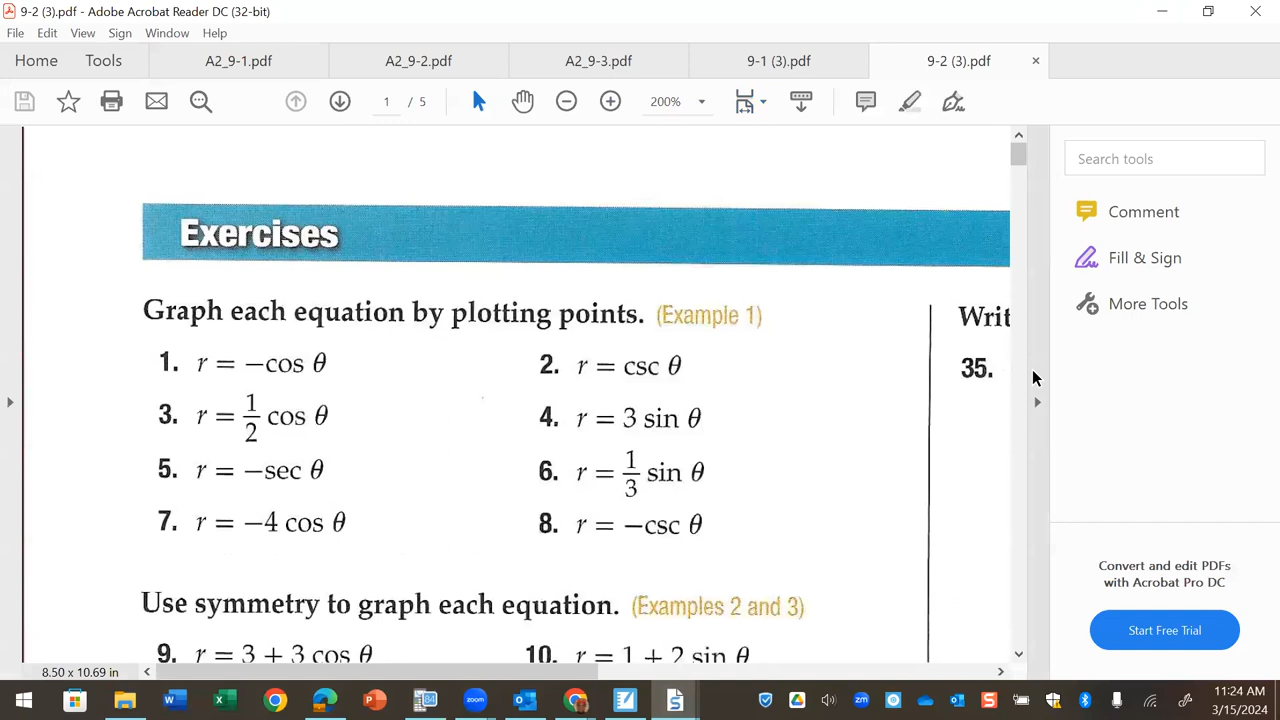 9-2 (3).pdf - Adobe Acrobat Reader DC (32-bit)
File Edit View Sign Window Help
Home Tools A2_9-1.pdf A2_9-2.pdf A2_9-3.pdf 9-1 (3).pdf 9-2 (3).pdf ×
1 / 5 200%
Search tools
Comment
Fill & Sign
More Tools
Exercises
Graph each equation by plotting points. (Example 1)
1. r = −cos θ 2. r = csc θ
3. r = 1/2 cos θ 4. r = 3 sin θ
5. r = −sec θ 6. r = 1/3 sin θ
7. r = −4 cos θ 8. r = −csc θ
Use symmetry to graph each equation. (Examples 2 and 3)
9. r = 3 + 3 cos θ 10. r = 1 + 2 sin θ
Writ
35.
Convert and edit PDFs
with Acrobat Pro DC
Start Free Trial
8.50 x 10.69 in
11:24 AM
3/15/2024